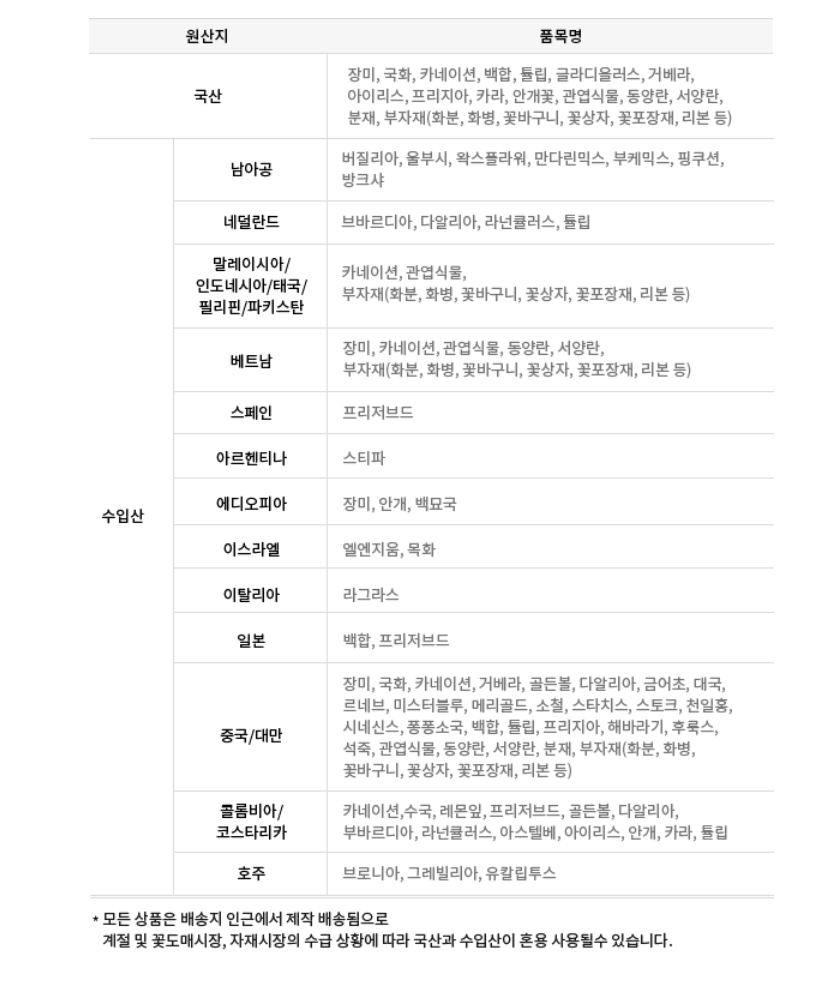 원산지
품목명
국산
장미, 국화, 카네이션, 백합, 튤립, 글라디올러스, 거베라,
아이리스, 프리지아, 카라, 안개꽃, 관엽식물, 동양란, 서양란,
분재, 부자재(화분, 화병, 꽃바구니, 꽃상자, 꽃포장재, 리본 등)
수입산
남아공
버질리아, 울부시, 왁스플라워, 만다린믹스, 부케믹스, 핑쿠션,
방크샤
네덜란드
브바르디아, 다알리아, 라넌큘러스, 튤립
말레이시아/
인도네시아/태국/
필리핀/파키스탄
카네이션, 관엽식물,
부자재(화분, 화병, 꽃바구니, 꽃상자, 꽃포장재, 리본 등)
베트남
장미, 카네이션, 관엽식물, 동양란, 서양란,
부자재(화분, 화병, 꽃바구니, 꽃상자, 꽃포장재, 리본 등)
스페인
프리저브드
아르헨티나
스티파
에디오피아
장미, 안개, 백묘국
이스라엘
엘엔지움, 목화
이탈리아
라그라스
일본
백합, 프리저브드
중국/대만
장미, 국화, 카네이션, 거베라, 골든볼, 다알리아, 금어초, 대국,
르네브, 미스터블루, 메리골드, 소철, 스타치스, 스토크, 천일홍,
시네신스, 퐁퐁소국, 백합, 튤립, 프리지아, 해바라기, 후룩스,
석죽, 관엽식물, 동양란, 서양란, 분재, 부자재(화분, 화병,
꽃바구니, 꽃상자, 꽃포장재, 리본 등)
콜롬비아/
코스타리카
카네이션,수국, 레몬잎, 프리저브드, 골든볼, 다알리아,
부바르디아, 라넌큘러스, 아스텔베, 아이리스, 안개, 카라, 튤립
호주
브로니아, 그레빌리아, 유칼립투스
* 모든 상품은 배송지 인근에서 제작 배송됨으로
계절 및 꽃도매시장, 자재시장의 수급 상황에 따라 국산과 수입산이 혼용 사용될수 있습니다.